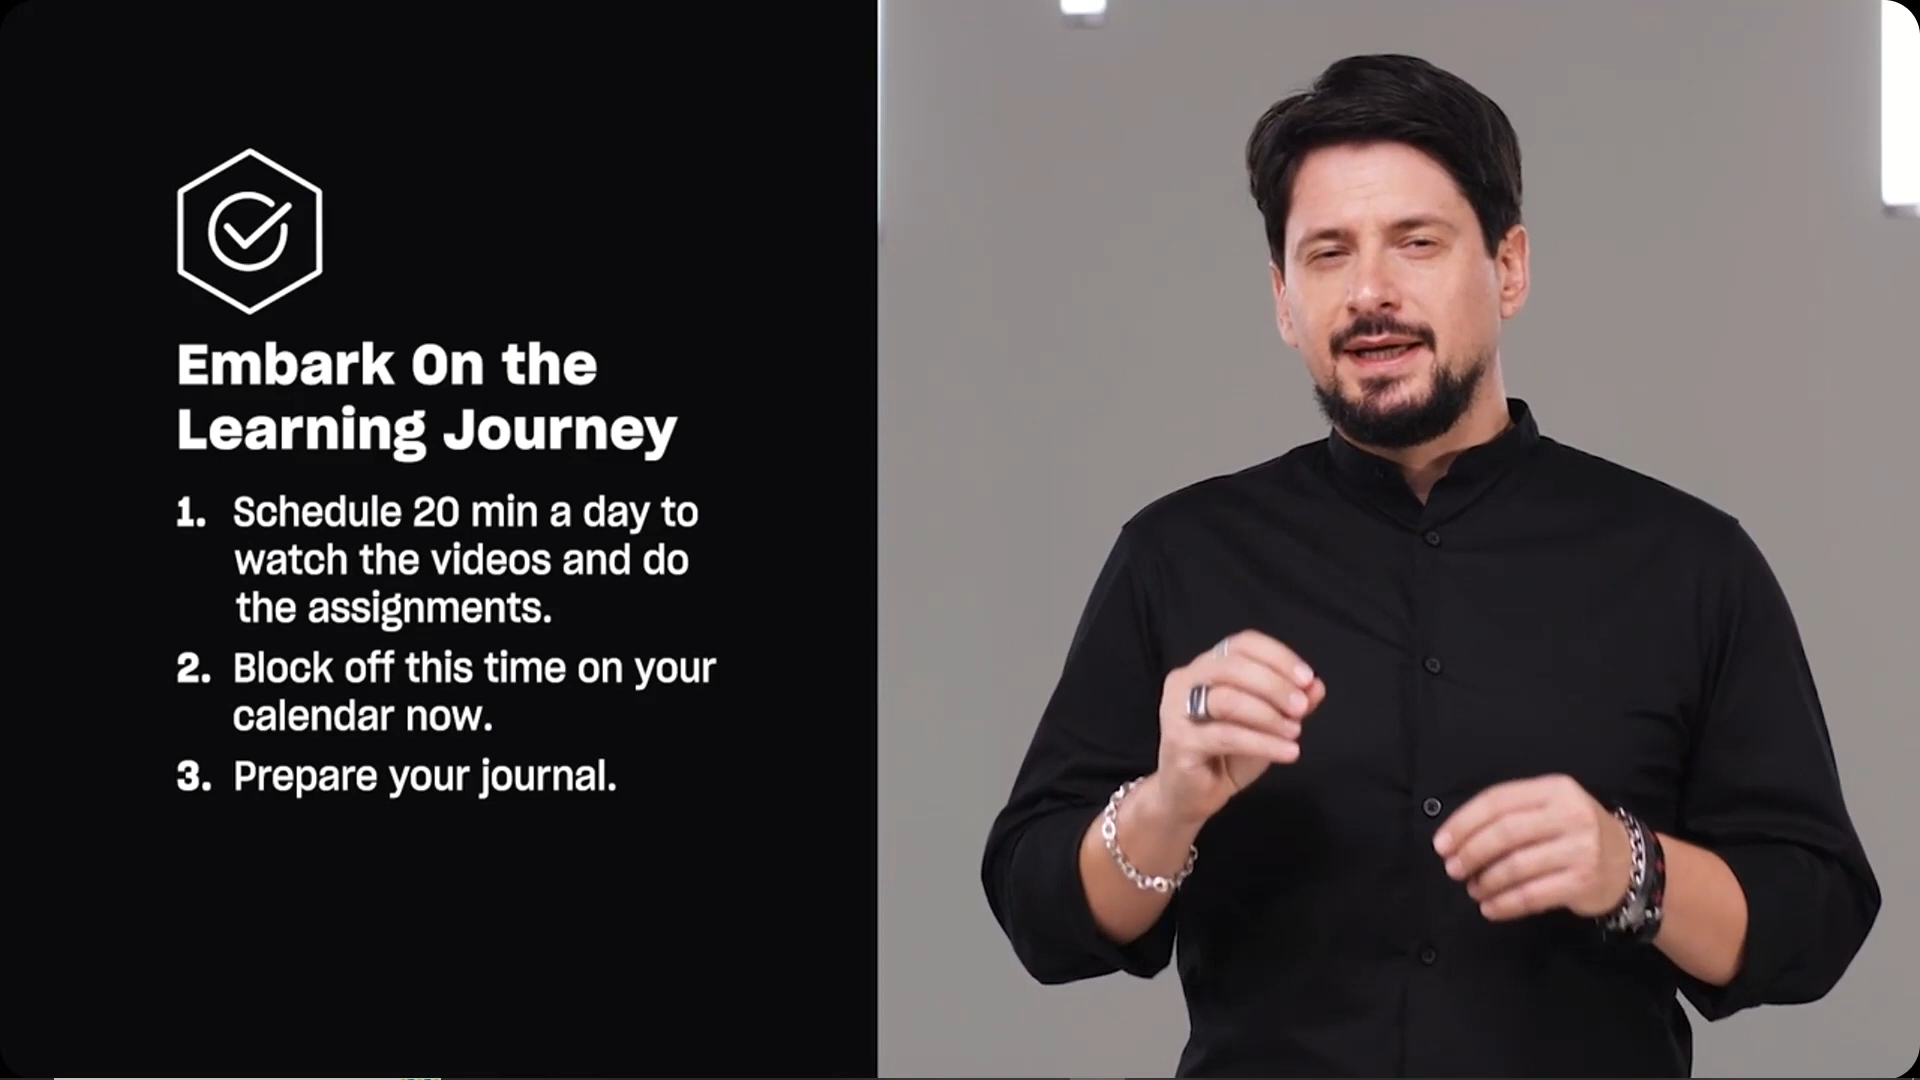 Embark On the
Learning Journey
1. Schedule 20 min a day to
watch the videos and do
the assignments.
2. Block off this time on your
calendar now.
3. Prepare your journal.